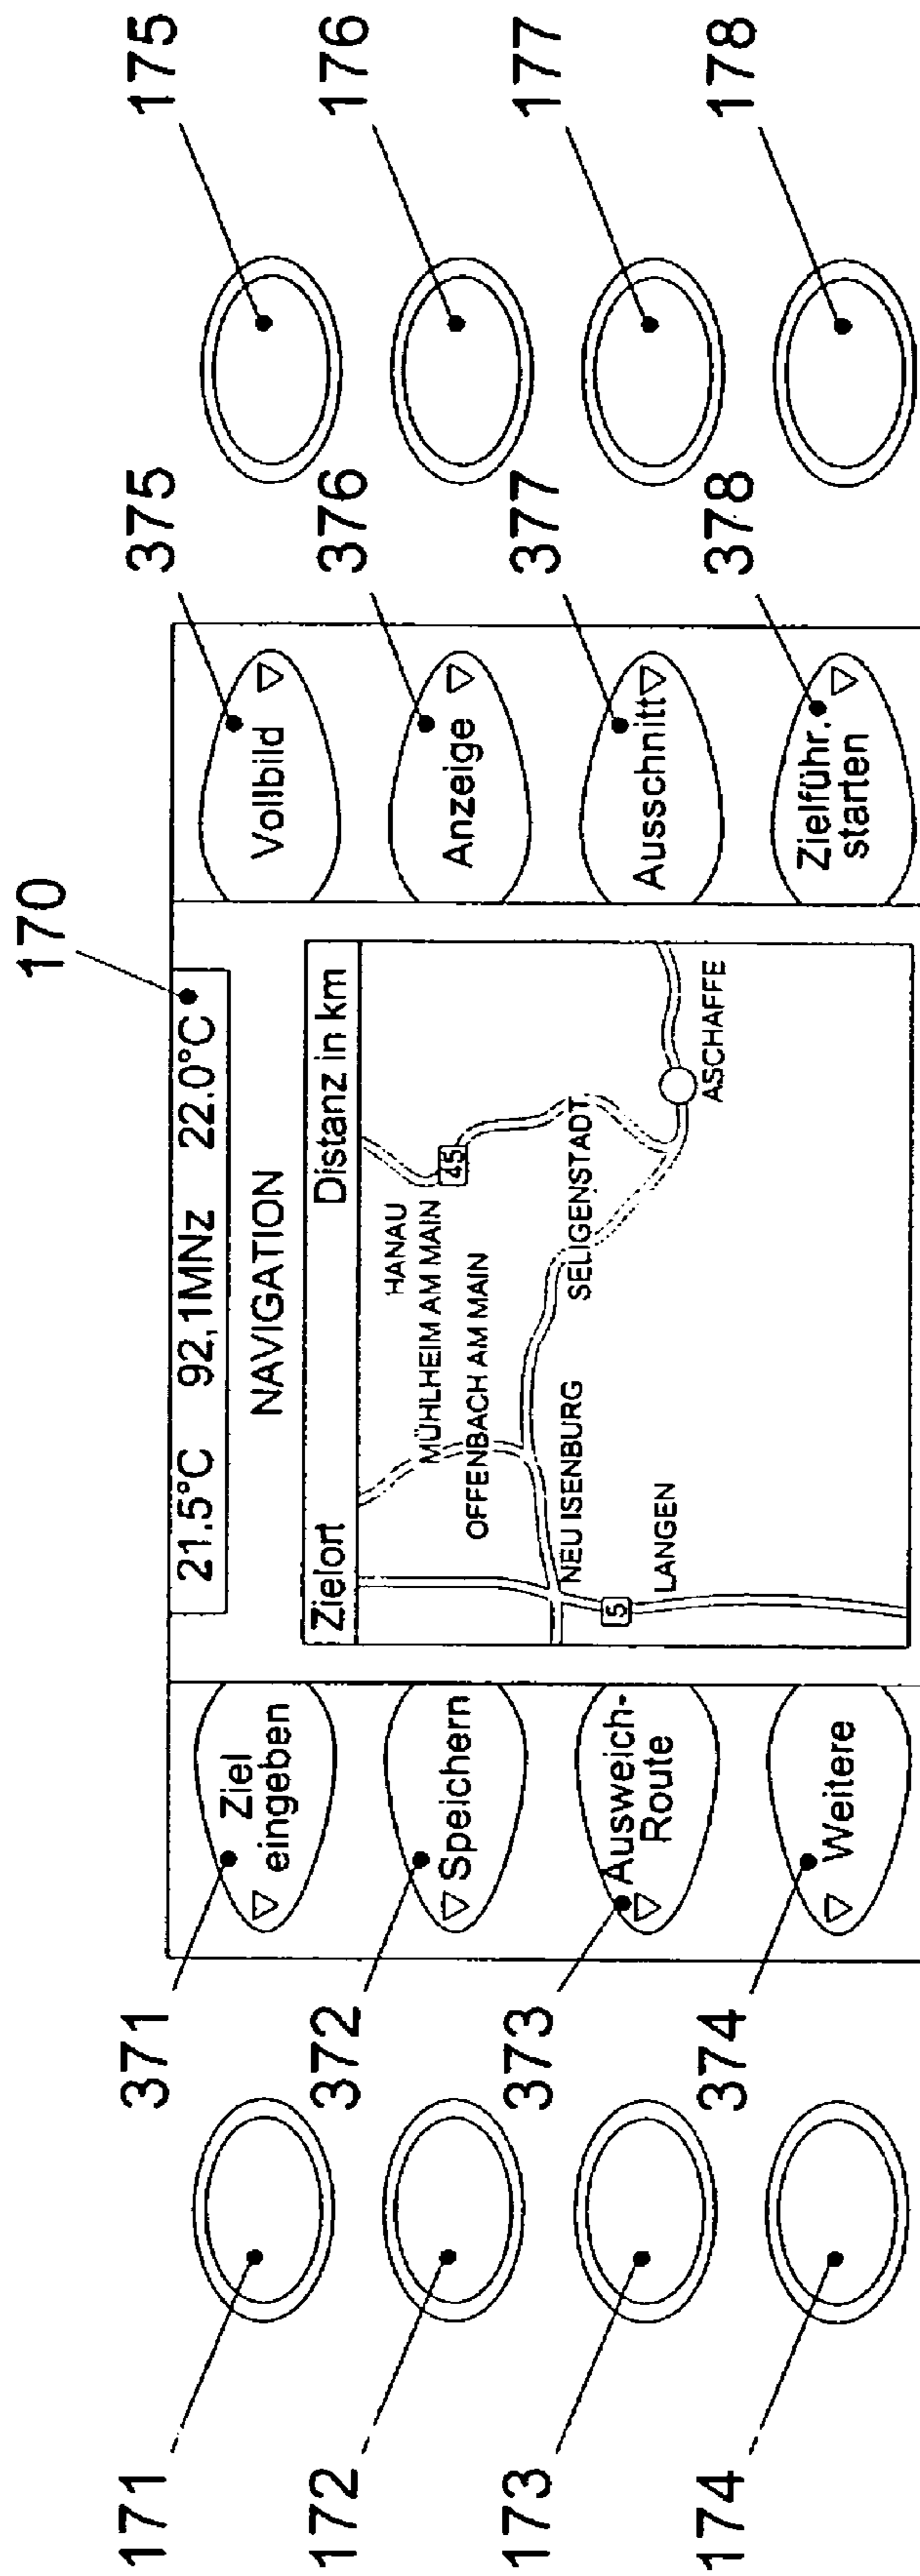 170
21.5°C 92,1MNz 22.0°C
NAVIGATION
Zielort Distanz in km
HANAU
MÜHLHEIM AM MAIN
45
OFFENBACH AM MAIN
NEU ISENBURG
SELIGENSTADT
5
LANGEN
ASCHAFFE
171
371
Ziel
eingeben
172
372
Speichern
173
373
Ausweich-
Route
174
374
Weitere
375
Vollbild
175
376
Anzeige
176
377
Ausschnitt
177
378
Zielführ.
starten
178